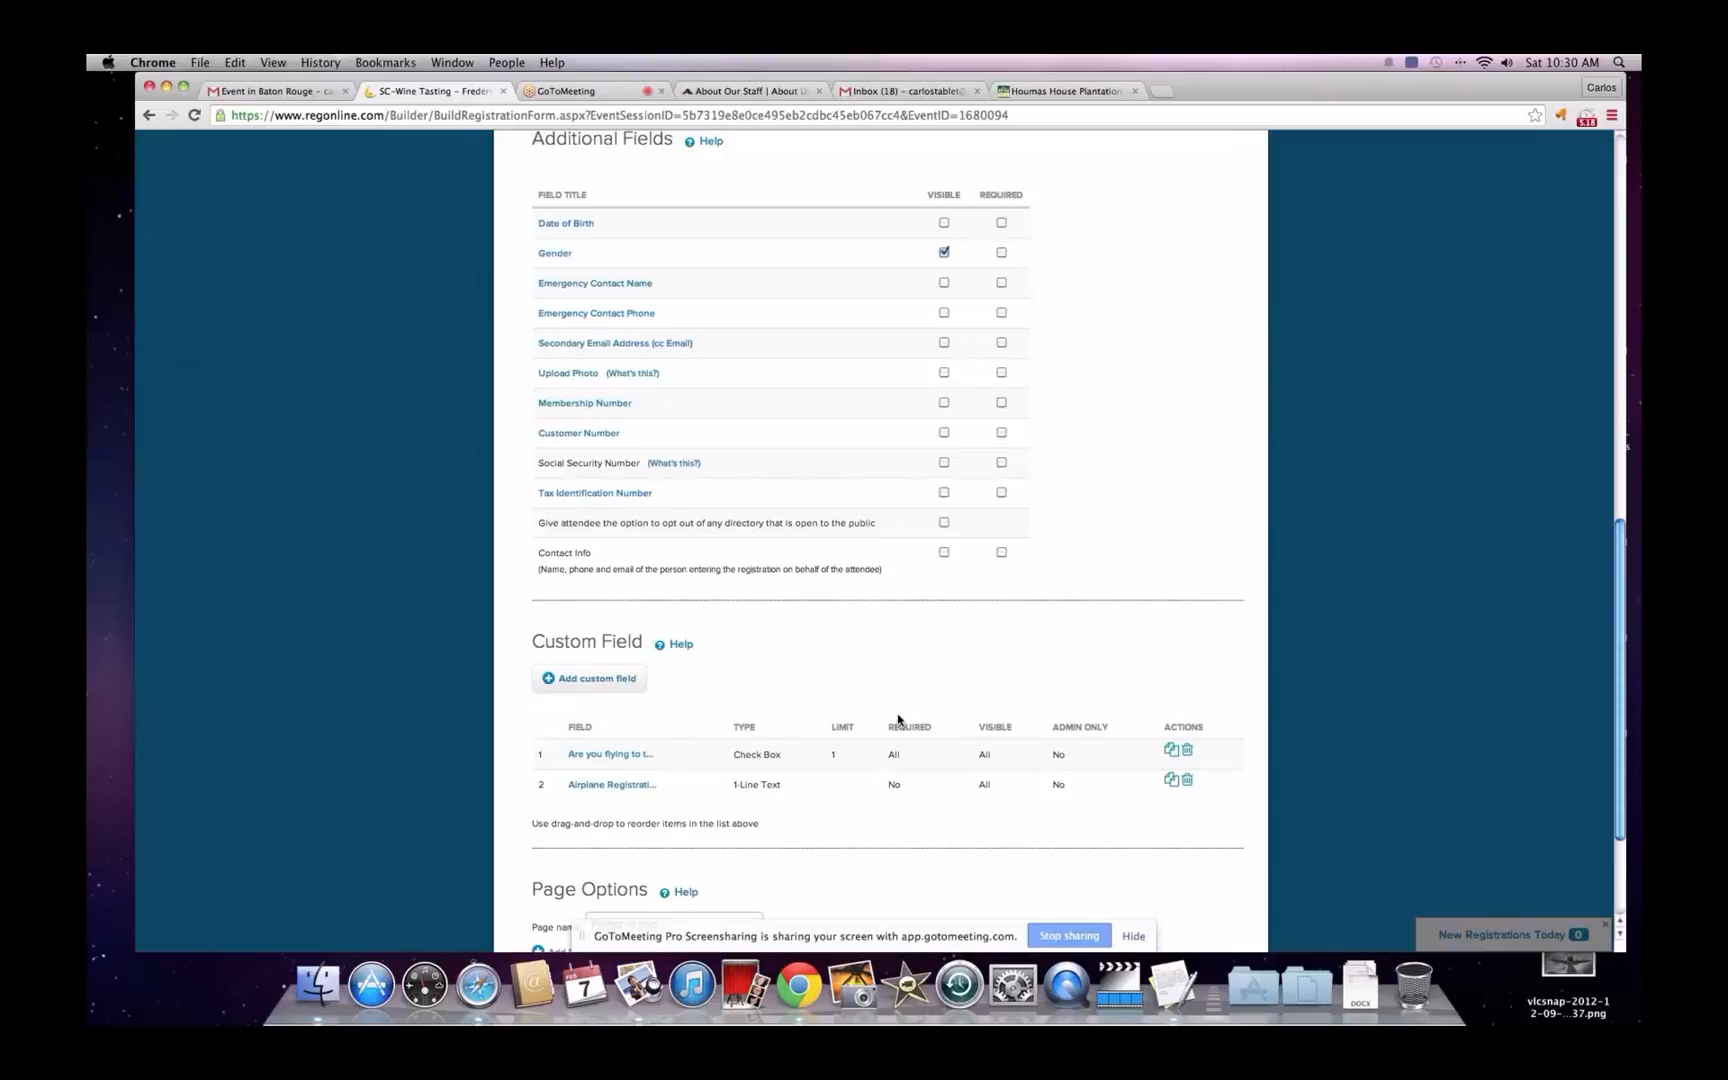 Chrome File Edit View History Bookmarks Window People Help Sat 10:30 AM
Event in Baton Rouge - ca
SC-Wine Tasting – Frederi
GoToMeeting
About Our Staff | About U
Inbox (18) – carlostablet@
Houmas House Plantation
Carlos
https://www.regonline.com/Builder/BuildRegistrationForm.aspx?EventSessionID=5b7319e8e0ce495eb2cdbc45eb067cc4&EventID=1680094
5.18
Additional Fields Help
FIELD TITLE VISIBLE REQUIRED
Date of Birth
Gender
Emergency Contact Name
Emergency Contact Phone
Secondary Email Address (cc Email)
Upload Photo (What's this?)
Membership Number
Customer Number
Social Security Number (What's this?)
Tax Identification Number
Give attendee the option to opt out of any directory that is open to the public
Contact Info
(Name, phone and email of the person entering the registration on behalf of the attendee)
Custom Field Help
Add custom field
FIELD TYPE LIMIT REQUIRED VISIBLE ADMIN ONLY ACTIONS
1 Are you flying to t... Check Box 1 All All No
2 Airplane Registrati... 1-Line Text No All No
Use drag-and-drop to reorder items in the list above
Page Options Help
Page nam
GoToMeeting Pro Screensharing is sharing your screen with app.gotomeeting.com. Stop sharing Hide
New Registrations Today 0
FEB
7
DOCX
vlcsnap-2012-1
2-09-...37.png